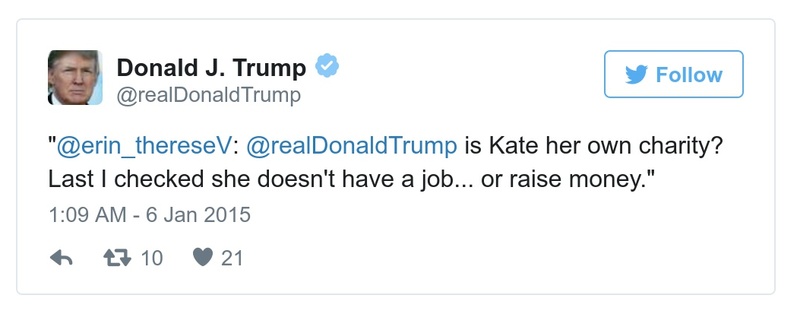 Donald J. Trump
@realDonaldTrump
Follow
"@erin_thereseV: @realDonaldTrump is Kate her own charity?
Last I checked she doesn't have a job... or raise money."
1:09 AM - 6 Jan 2015
10 21